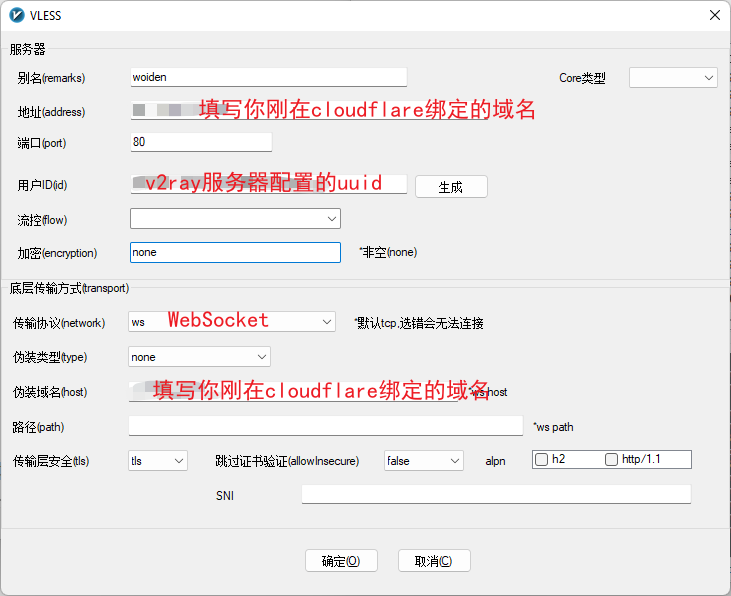 VLESS
服务器
别名(remarks) woiden Core类型
地址(address) 填写你刚在cloudflare绑定的域名
端口(port) 80
用户ID(id) v2ray服务器配置的uuid 生成
流控(flow)
加密(encryption) none *非空(none)
底层传输方式(transport)
传输协议(network) ws WebSocket *默认tcp,选错会无法连接
伪装类型(type) none
伪装域名(host) 填写你刚在cloudflare绑定的域名 *ws host
路径(path) *ws path
传输层安全(tls) tls 跳过证书验证(allowInsecure) false alpn h2 http/1.1
SNI
确定(O) 取消(C)